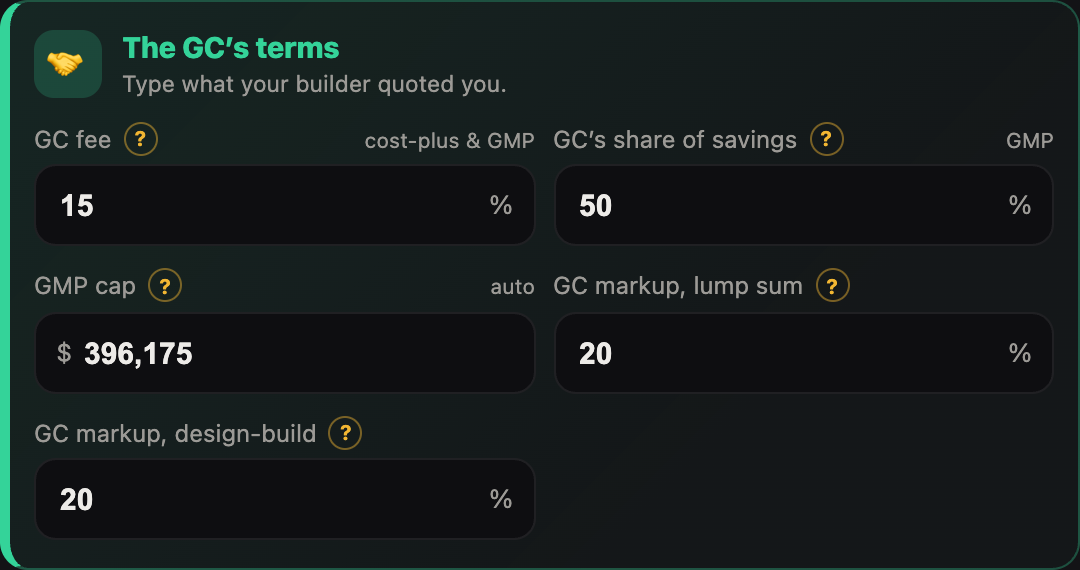 The GC’s terms
Type what your builder quoted you.
GC fee ? cost-plus & GMP
15 %
GC’s share of savings ? GMP
50 %
GMP cap ? auto
$ 396,175
GC markup, lump sum ?
20 %
GC markup, design-build ?
20 %